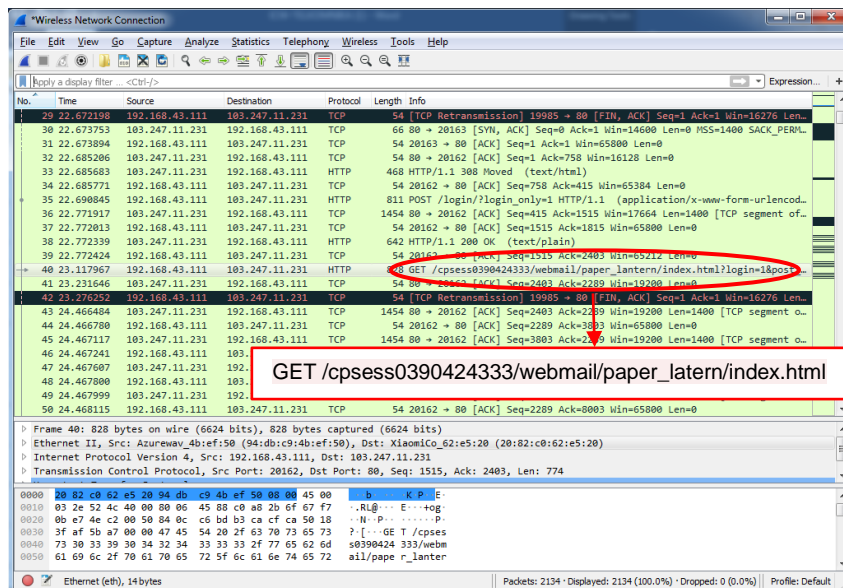 *Wireless Network Connection
File Edit View Go Capture Analyze Statistics Telephony Wireless Tools Help
Apply a display filter ... <Ctrl-/> Expression... +
No. Time Source Destination Protocol Length Info
29 22.672198 192.168.43.111 103.247.11.231 TCP 54 [TCP Retransmission] 19985 → 80 [FIN, ACK] Seq=1 Ack=1 Win=16276 Len…
30 22.673753 103.247.11.231 192.168.43.111 TCP 66 80 → 20163 [SYN, ACK] Seq=0 Ack=1 Win=14600 Len=0 MSS=1400 SACK_PERM…
31 22.673894 192.168.43.111 103.247.11.231 TCP 54 20163 → 80 [ACK] Seq=1 Ack=1 Win=65800 Len=0
32 22.685206 103.247.11.231 192.168.43.111 TCP 54 80 → 20162 [ACK] Seq=1 Ack=758 Win=16128 Len=0
33 22.685683 103.247.11.231 192.168.43.111 HTTP 468 HTTP/1.1 308 Moved (text/html)
34 22.685771 192.168.43.111 103.247.11.231 TCP 54 20162 → 80 [ACK] Seq=758 Ack=415 Win=65384 Len=0
35 22.690845 192.168.43.111 103.247.11.231 HTTP 811 POST /login/?login_only=1 HTTP/1.1 (application/x-www-form-urlencod…
36 22.771917 103.247.11.231 192.168.43.111 TCP 1454 80 → 20162 [ACK] Seq=415 Ack=1515 Win=17664 Len=1400 [TCP segment of…
37 22.772013 192.168.43.111 103.247.11.231 TCP 54 20162 → 80 [ACK] Seq=1515 Ack=1815 Win=65800 Len=0
38 22.772339 103.247.11.231 192.168.43.111 HTTP 642 HTTP/1.1 200 OK (text/plain)
39 22.772424 192.168.43.111 103.247.11.231 TCP 54 20162 → 80 [ACK] Seq=1515 Ack=2403 Win=65212 Len=0
40 23.117967 192.168.43.111 103.247.11.231 HTTP 828 GET /cpsess0390424333/webmail/paper_lantern/index.html?login=1&post_…
41 23.231646 103.247.11.231 192.168.43.111 TCP 54 80 → 20162 [ACK] Seq=2403 Ack=2289 Win=19200 Len=0
42 23.276252 192.168.43.111 103.247.11.231 TCP 54 [TCP Retransmission] 19985 → 80 [FIN, ACK] Seq=1 Ack=1 Win=16276 Len…
43 24.466484 103.247.11.231 192.168.43.111 TCP 1454 80 → 20162 [ACK] Seq=2403 Ack=2289 Win=19200 Len=1400 [TCP segment o…
44 24.466780 192.168.43.111 103.247.11.231 TCP 54 20162 → 80 [ACK] Seq=2289 Ack=3803 Win=65800 Len=0
45 24.467117 103.247.11.231 192.168.43.111 TCP 1454 80 → 20162 [ACK] Seq=3803 Ack=2289 Win=19200 Len=1400 [TCP segment o…
46 24.467241 192.168.43.111 103.
47 24.467607 103.247.11.231 192.
48 24.467800 192.168.43.111 103.
49 24.467999 103.247.11.231 192.
GET /cpsess0390424333/webmail/paper_latern/index.html
50 24.468115 192.168.43.111 103.247.11.231 TCP 54 20162 → 80 [ACK] Seq=2289 Ack=8003 Win=65800 Len=0
Frame 40: 828 bytes on wire (6624 bits), 828 bytes captured (6624 bits)
Ethernet II, Src: Azurewav_4b:ef:50 (94:db:c9:4b:ef:50), Dst: XiaomiCo_62:e5:20 (20:82:c0:62:e5:20)
Internet Protocol Version 4, Src: 192.168.43.111, Dst: 103.247.11.231
Transmission Control Protocol, Src Port: 20162, Dst Port: 80, Seq: 1515, Ack: 2403, Len: 774
0000 20 82 c0 62 e5 20 94 db c9 4b ef 50 08 00 45 00 b K P E·
0010 03 2e 52 4c 40 00 80 06 45 88 c0 a8 2b 6f 67 f7 ·.RL@··· E···+og·
0020 0b e7 4e c2 00 50 84 0c c6 bd b3 ca cf ca 50 18 ··N··P·· ······P·
0030 3f af 5b a7 00 00 47 45 54 20 2f 63 70 73 65 73 ?·[···GE T /cpses
0040 73 30 33 39 30 34 32 34 33 33 33 2f 77 65 62 6d s0390424 333/webm
0050 61 69 6c 2f 70 61 70 65 72 5f 6c 61 6e 74 65 72 ail/pape r_lanter
Ethernet (eth), 14 bytes Packets: 2134 · Displayed: 2134 (100.0%) · Dropped: 0 (0.0%) Profile: Default